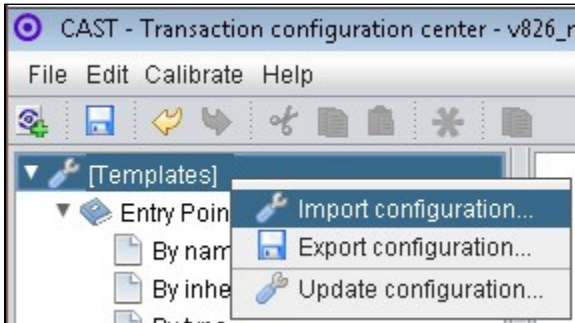 CAST - Transaction configuration center - v826_
File Edit Calibrate Help
[Templates]
Import configuration...
Entry Poin
Export configuration...
By nam
By inhe
Update configuration...